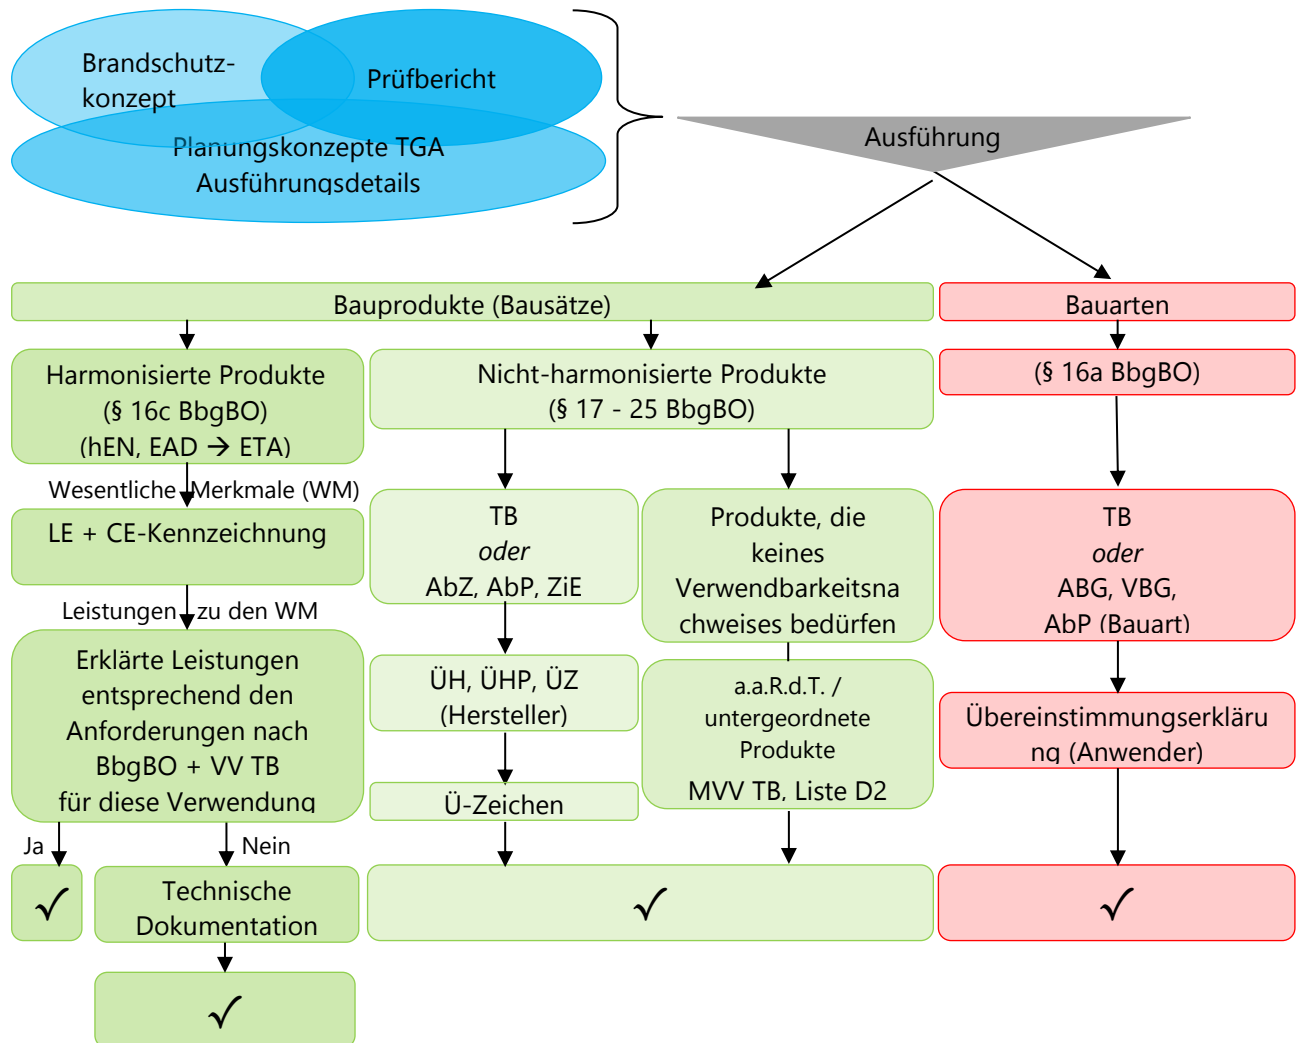 Brandschutz-
konzept
Prüfbericht
Planungskonzepte TGA
Ausführungsdetails
Ausführung
Bauprodukte (Bausätze)
Bauarten
Harmonisierte Produkte
(§ 16c BbgBO)
(hEN, EAD → ETA)
Nicht-harmonisierte Produkte
(§ 17 - 25 BbgBO)
(§ 16a BbgBO)
Wesentliche Merkmale (WM)
LE + CE-Kennzeichnung
Leistungen zu den WM
Erklärte Leistungen
entsprechend den
Anforderungen nach
BbgBO + VV TB
für diese Verwendung
Ja
Nein
✓
Technische
Dokumentation
✓
TB
oder
AbZ, AbP, ZiE
ÜH, ÜHP, ÜZ
(Hersteller)
Ü-Zeichen
Produkte, die
keines
Verwendbarkeitsna
chweises bedürfen
a.a.R.d.T. /
untergeordnete
Produkte
MVV TB, Liste D2
✓
TB
oder
ABG, VBG,
AbP (Bauart)
Übereinstimmungserkläru
ng (Anwender)
✓